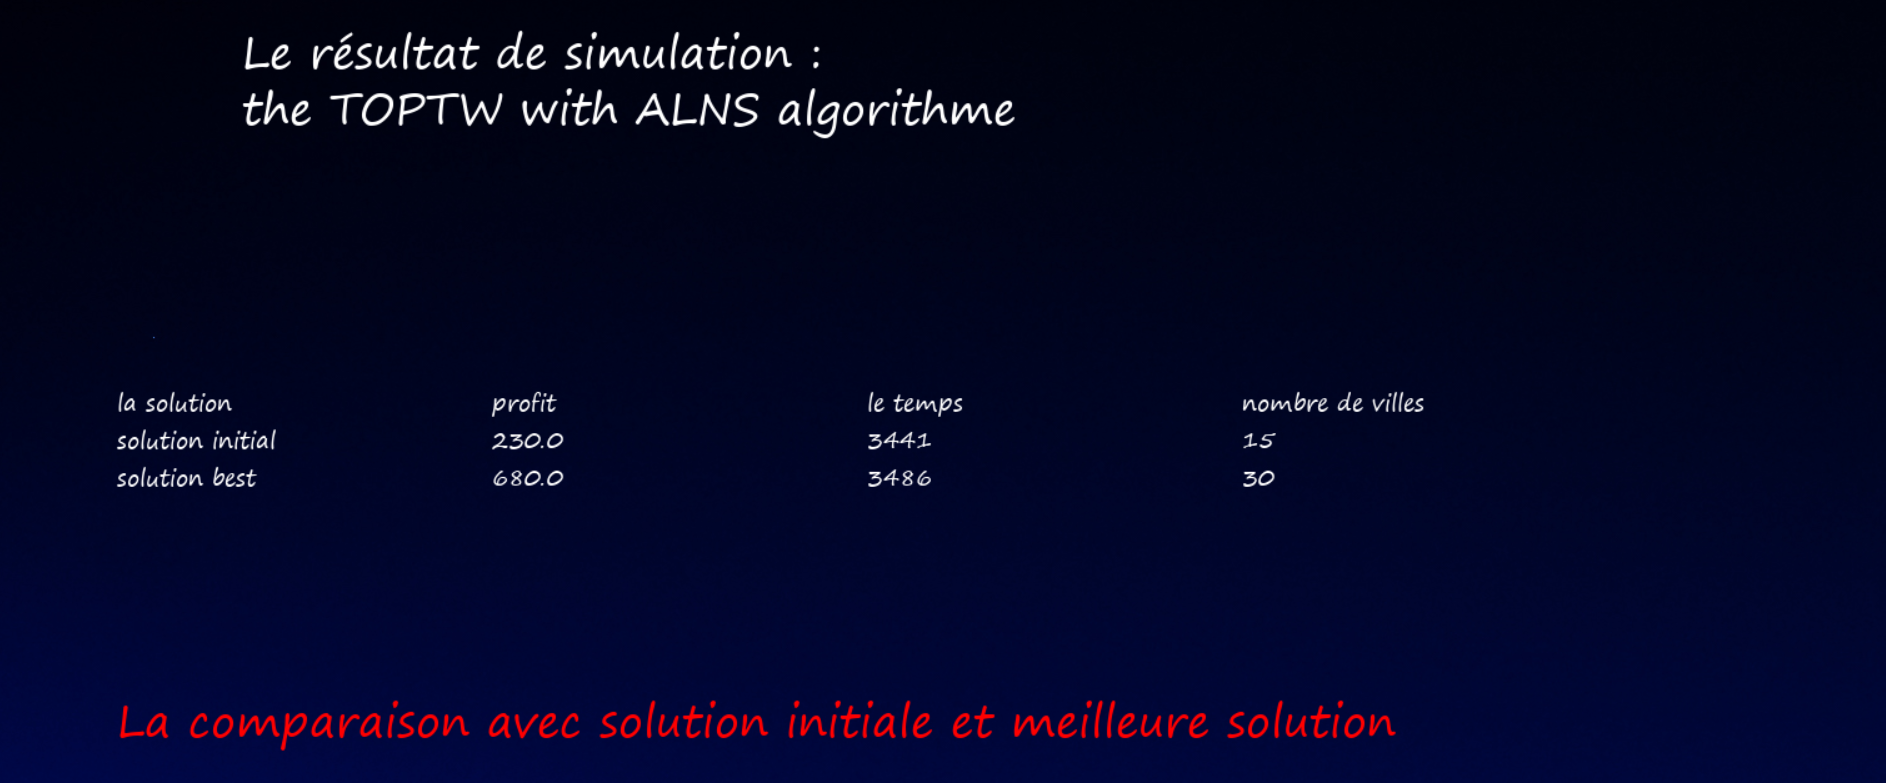 Le résultat de simulation :
the TOPTW with ALNS algorithme
la solution profit le temps nombre de villes
solution initial 230.0 3441 15
solution best 680.0 3486 30
La comparaison avec solution initiale et meilleure solution